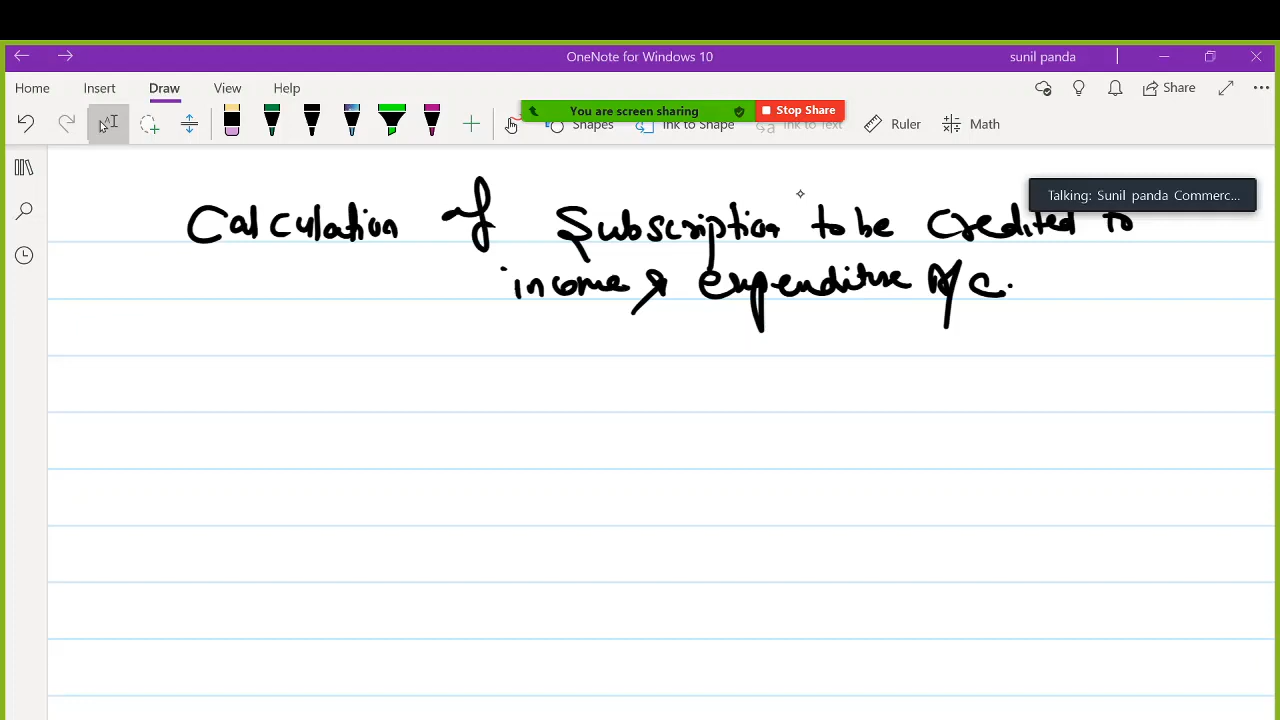 OneNote for Windows 10
sunil panda
Home Insert Draw View Help
Share
You are screen sharing
Stop Share
Shapes Ink to Shape Ink to Text Ruler Math
Talking: Sunil panda Commerc...
Calculation of Subscription to be credited to
income & expenditure A/C.